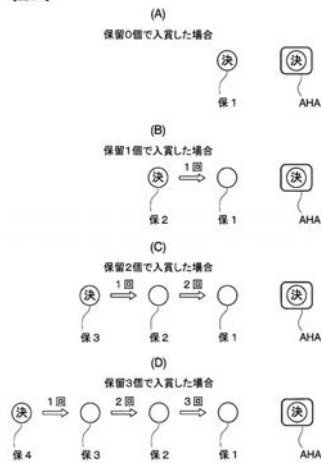 (A)
保留0個で入賞した場合
決 決
保1 AHA
(B)
保留1個で入賞した場合
1回
決 決
保2 保1 AHA
(C)
保留2個で入賞した場合
1回 2回
決 決
保3 保2 保1 AHA
(D)
保留3個で入賞した場合
1回 2回 3回
決 決
保4 保3 保2 保1 AHA